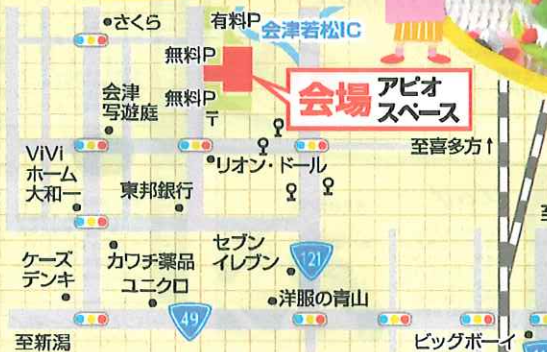 さくら
有料P
会津若松IC
無料P
会場
アピオ
スペース
会津
写遊庭
無料P
〒
至喜多方↑
リオン・ドール
ViVi
ホーム
大和一
東邦銀行
ケーズ
デンキ
カワチ薬品
ユニクロ
セブン
イレブン
121
洋服の青山
49
至新潟
ビッグボーイ
至